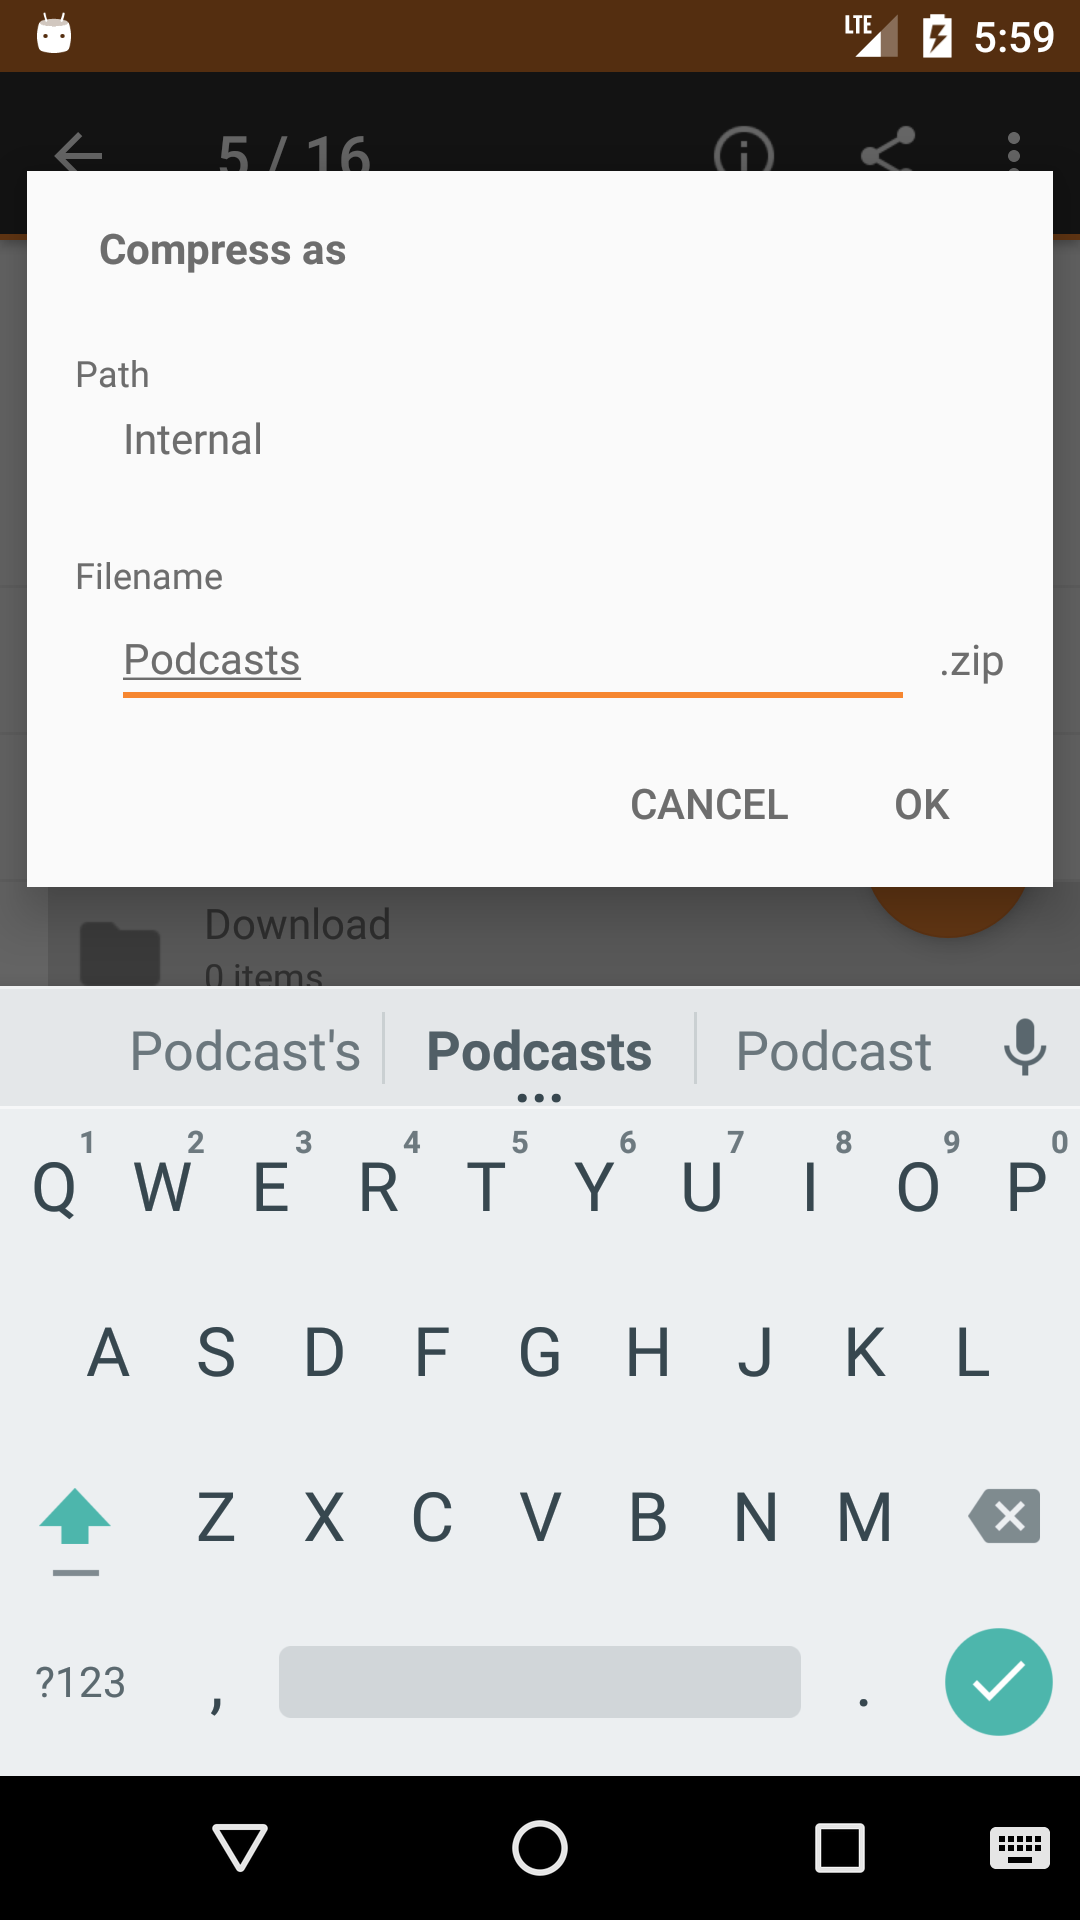 LTE 5:59
5 / 16
Compress as
Path
Internal
Filename
Podcasts .zip
CANCEL OK
Download
0 items
Podcast's Podcasts Podcast
1 2 3 4 5 6 7 8 9 0
Q W E R T Y U I O P
A S D F G H J K L
Z X C V B N M
?123 , .